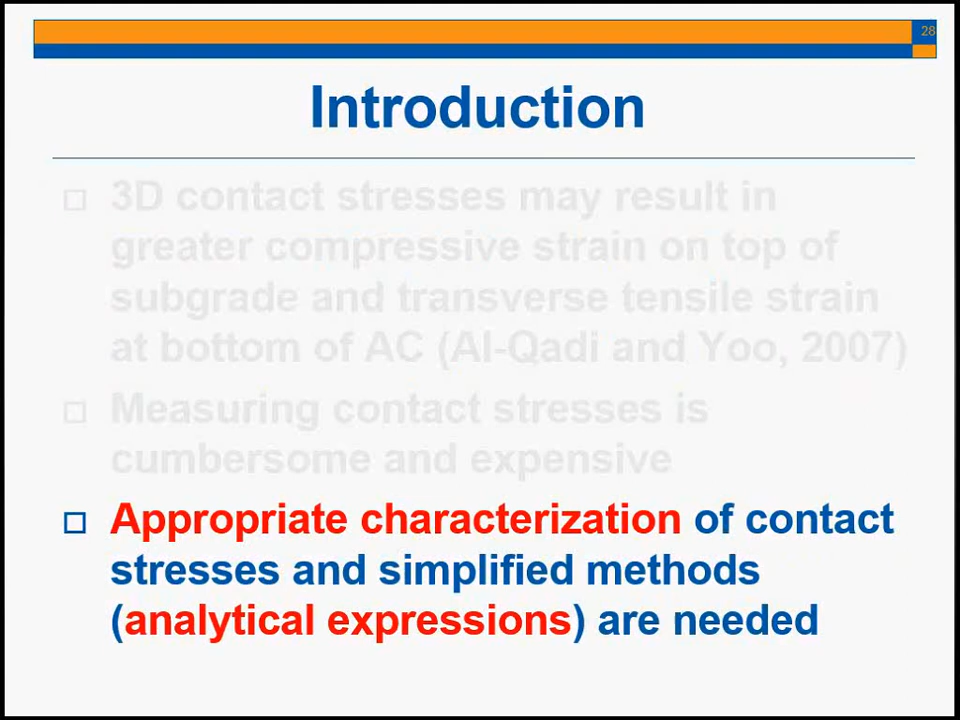 28
Introduction
3D contact stresses may result in
greater compressive strain on top of
subgrade and transverse tensile strain
at bottom of AC (Al-Qadi and Yoo, 2007)
Measuring contact stresses is
cumbersome and expensive
Appropriate characterization of contact
stresses and simplified methods
(analytical expressions) are needed